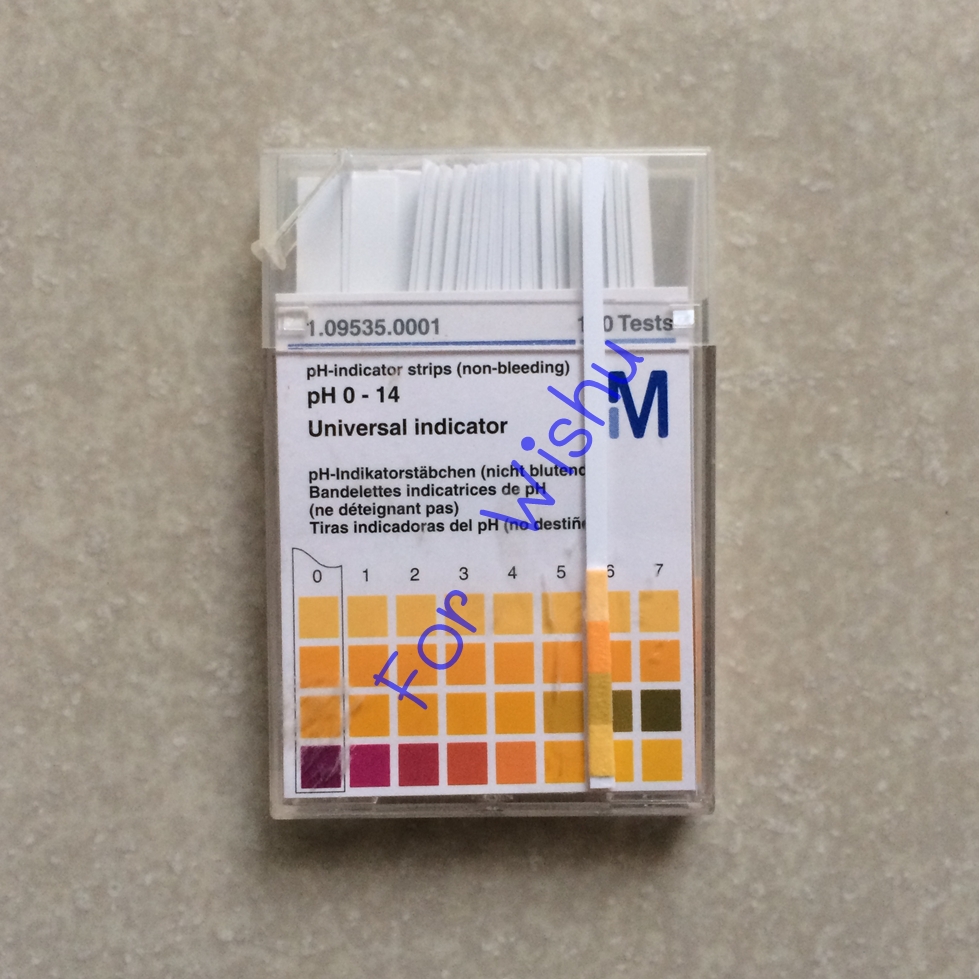 1.09535.0001
Tests
pH-indicator strips (non-bleeding)
pH 0 - 14
Universal indicator
M
pH-Indikatorstäbchen (nicht blutend
Bandelettes indicatrices de pH
(ne déteignant pas)
Tiras indicadoras del pH (no destiñe
0 1 2 3 4 5 6 7
For Wishu